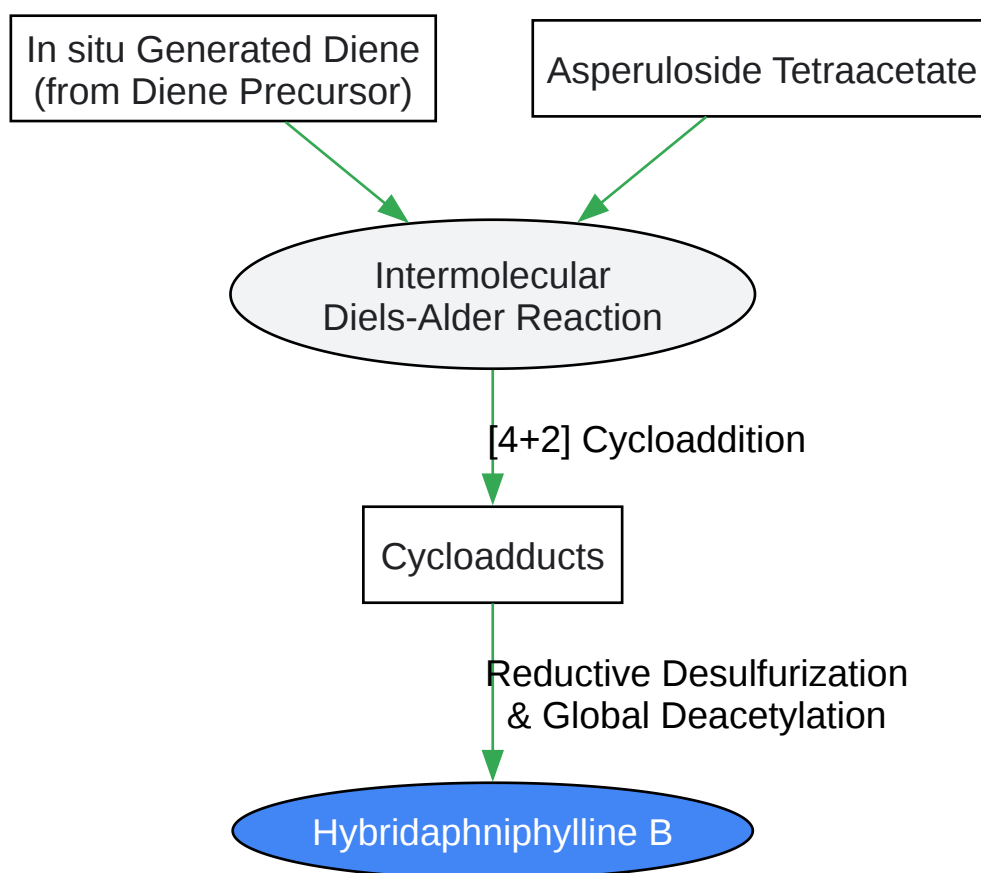 In situ Generated Diene
(from Diene Precursor)
Asperuloside Tetraacetate
Intermolecular
Diels-Alder Reaction
[4+2] Cycloaddition
Cycloadducts
Reductive Desulfurization
& Global Deacetylation
Hybridaphniphylline B